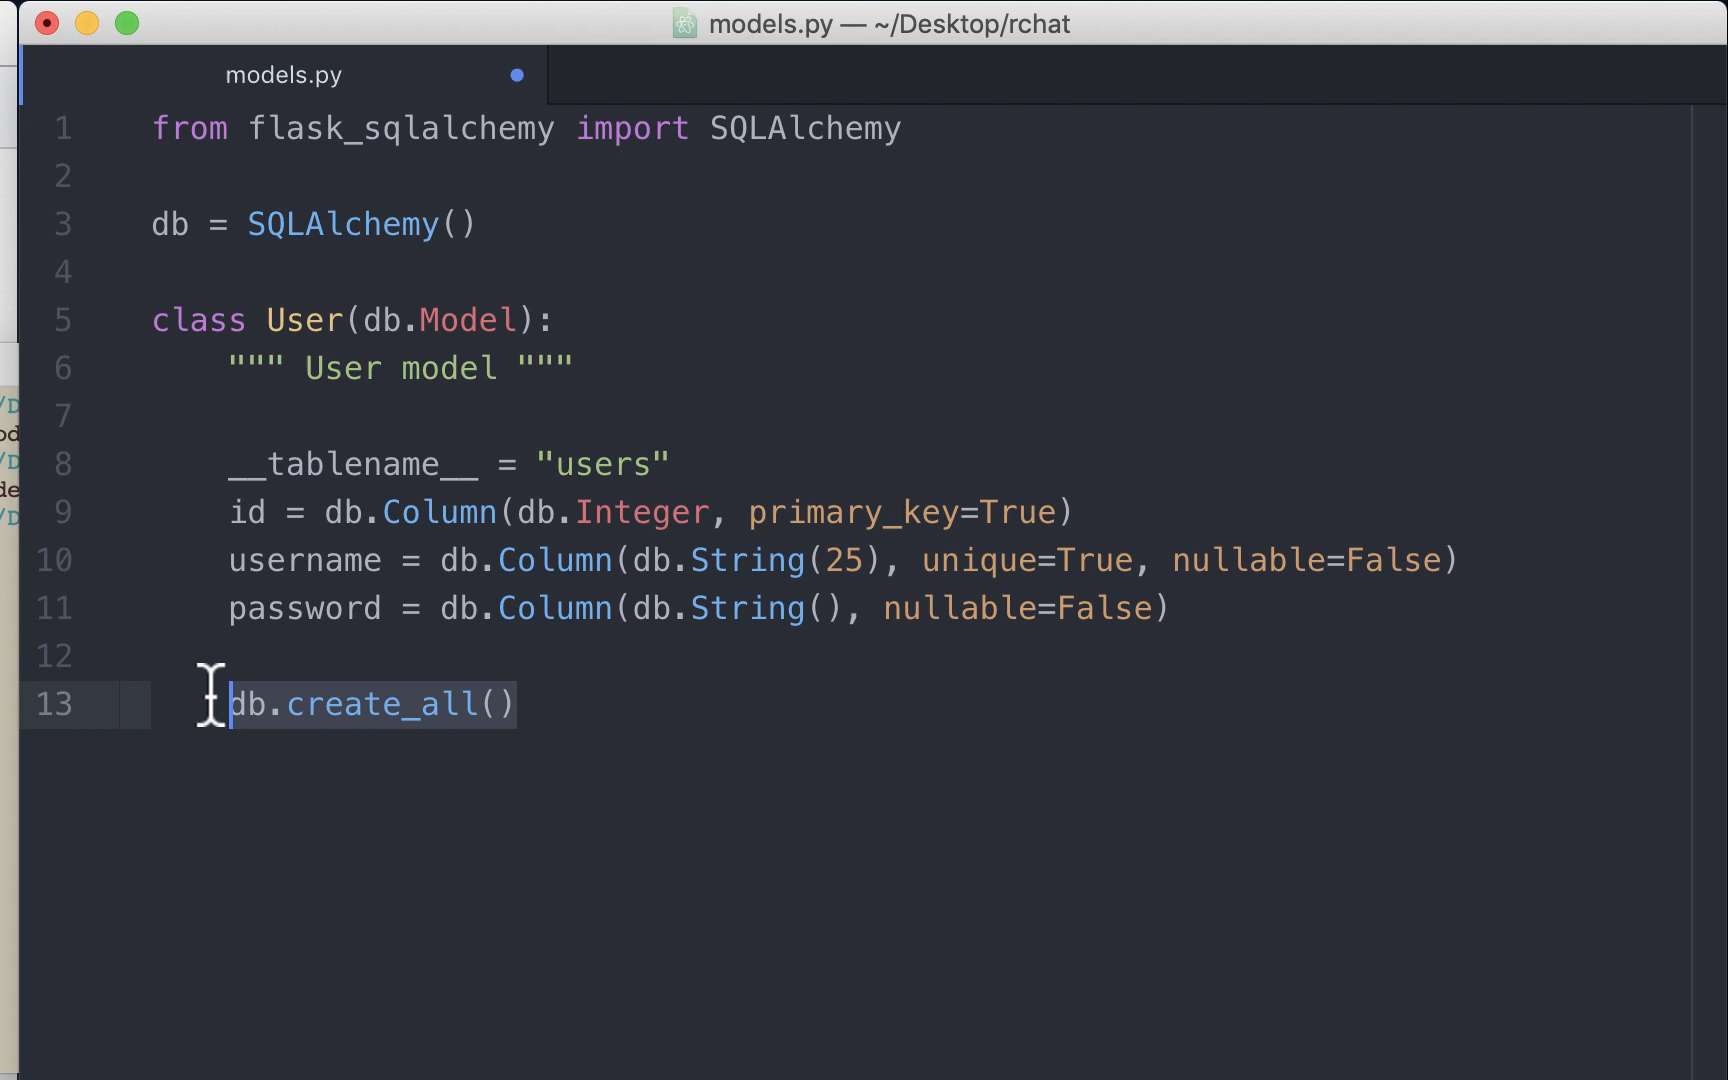 models.py — ~/Desktop/rchat
models.py
1 from flask_sqlalchemy import SQLAlchemy
2
3 db = SQLAlchemy()
4
5 class User(db.Model):
6 """ User model """
7
8 __tablename__ = "users"
9 id = db.Column(db.Integer, primary_key=True)
10 username = db.Column(db.String(25), unique=True, nullable=False)
11 password = db.Column(db.String(), nullable=False)
12
13 db.create_all()
/D
od
/D
de
/D